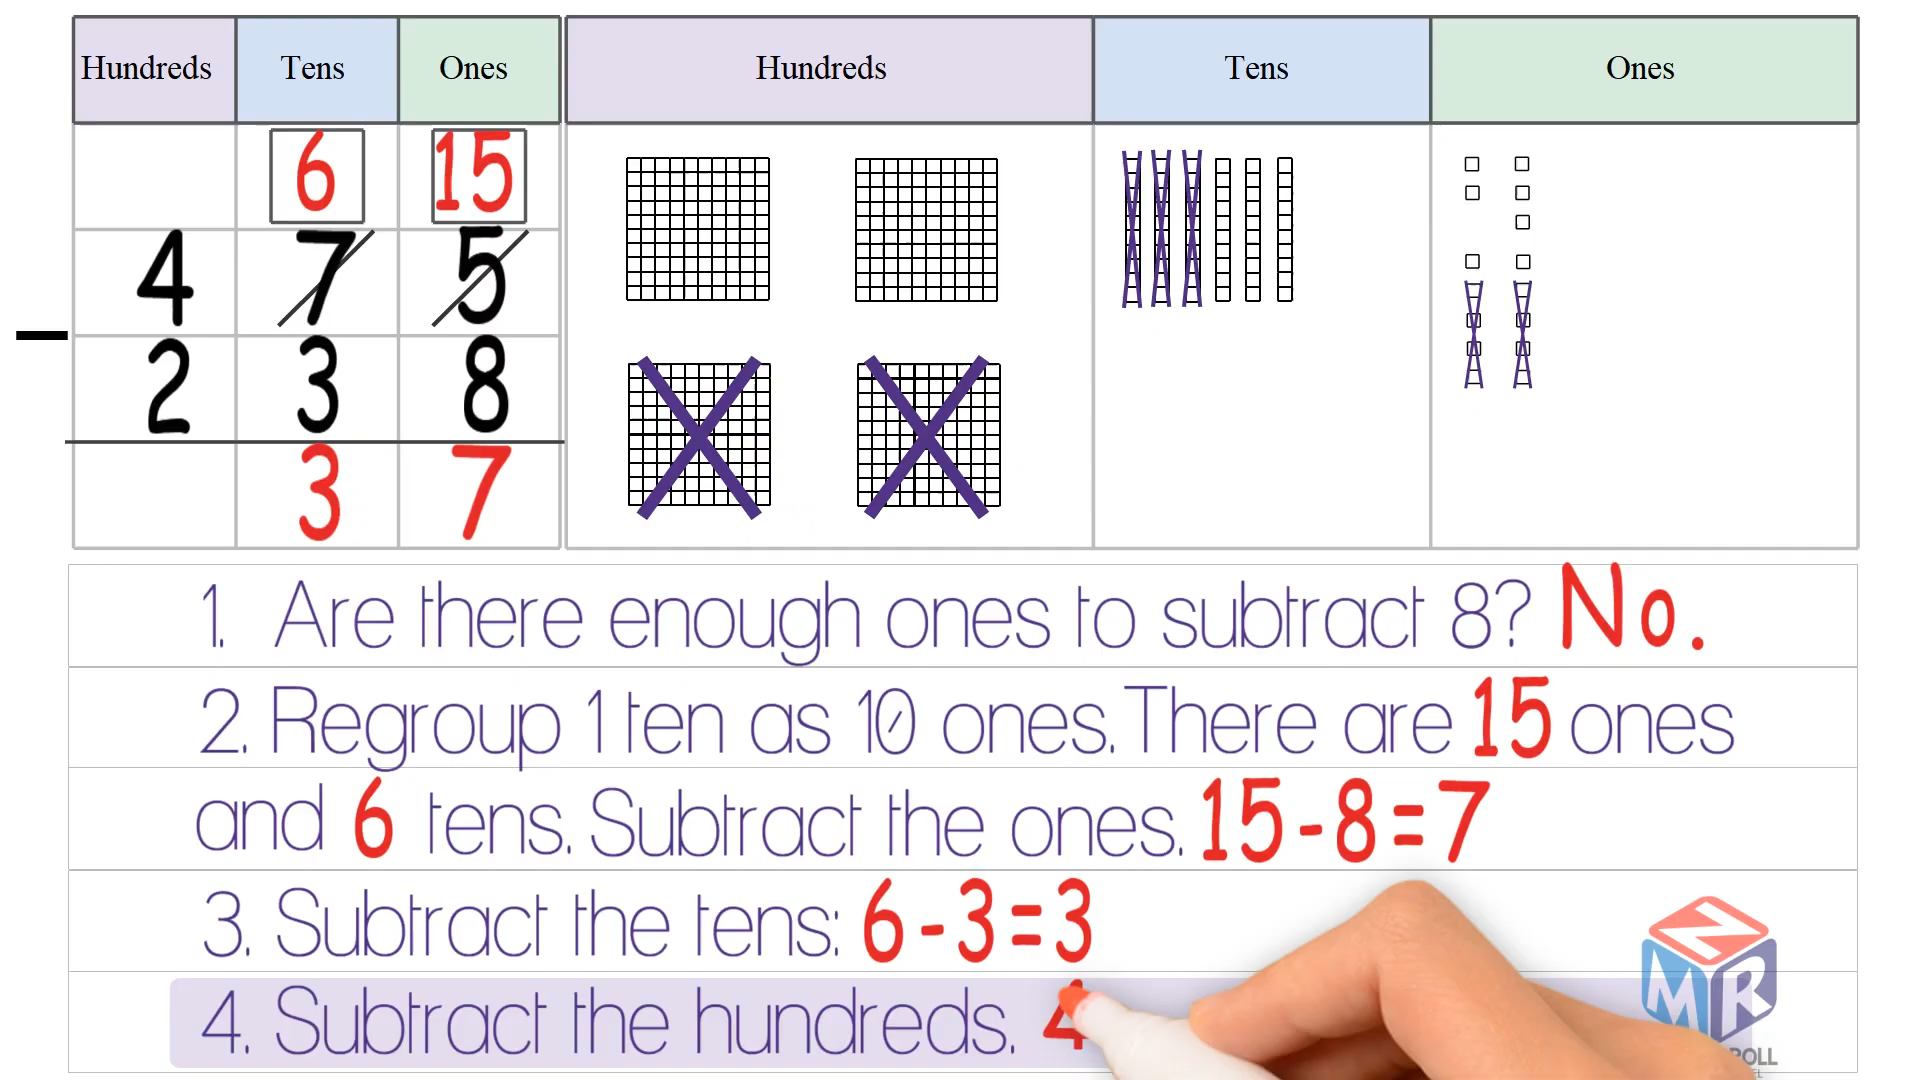 Hundreds Tens Ones Hundreds Tens Ones
6 15
4 7 5
- 2 3 8
3 7
1. Are there enough ones to subtract 8? No.
2. Regroup 1 ten as 10 ones. There are 15 ones
and 6 tens. Subtract the ones. 15-8=7
3. Subtract the tens: 6-3=3
4. Subtract the hundreds. 4
N
M R